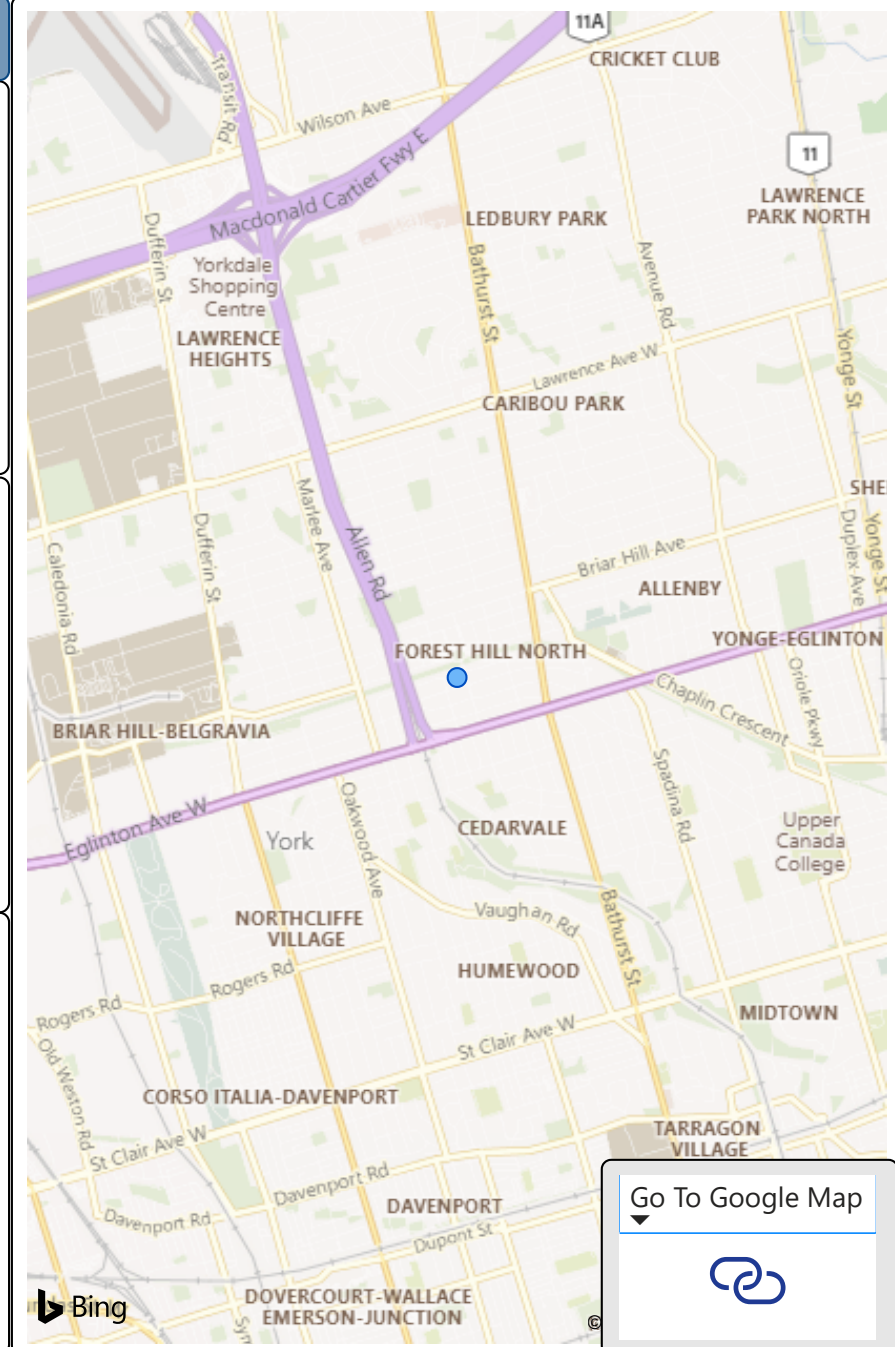 11A
CRICKET CLUB
Transit Rd
Wilson Ave
Macdonald Cartier Fwy E
11
LAWRENCE
PARK NORTH
LEDBURY PARK
Dufferin St
Yorkdale
Shopping
Centre
Bathurst St
Avenue Rd
LAWRENCE
HEIGHTS
Yonge St
Lawrence Ave W
CARIBOU PARK
Marlee Ave
SHE
Caledonia Rd
Dufferin St
Allen Rd
Duplex Ave
Yonge St
Briar Hill Ave
ALLENBY
FOREST HILL NORTH
YONGE-EGLINTON
Oriole Pkwy
Chaplin Crescent
BRIAR HILL-BELGRAVIA
Spadina Rd
Eglinton Ave W
York
Oakwood Ave
CEDARVALE
Upper
Canada
College
NORTHCLIFFE
VILLAGE
Vaughan Rd
Bathurst St
HUMEWOOD
Rogers Rd
Rogers Rd
MIDTOWN
Old Weston Rd
St Clair Ave W
CORSO ITALIA-DAVENPORT
St Clair Ave W
TARRAGON
VILLAGE
Davenport Rd
DAVENPORT
Davenport Rd
Dupont St
Go To Google Map
Bing
DOVERCOURT-WALLACE
EMERSON-JUNCTION
Sym
©